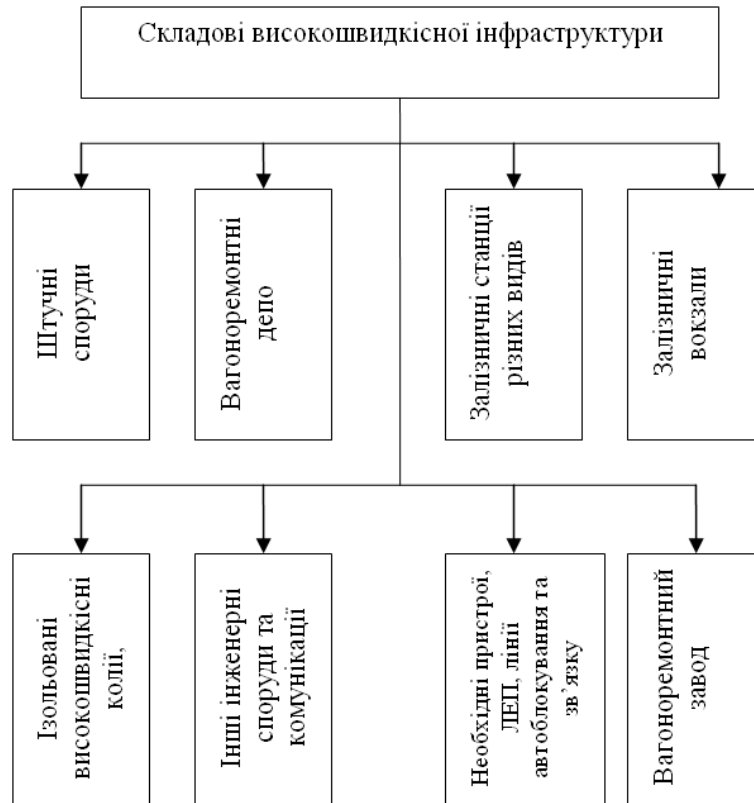 Складові високошвидкісної інфраструктури
Штучні
споруди
Вагоноремонтні
депо
Залізничні станції
різних видів
Залізничні
вокзали
Ізольовані
високошвидкісні
колії,
Інші інженерні
споруди та
комунікації
Необхідні пристрої,
ЛЕП, лінії
автоблокування та
зв`язку
Вагоноремонтний
завод